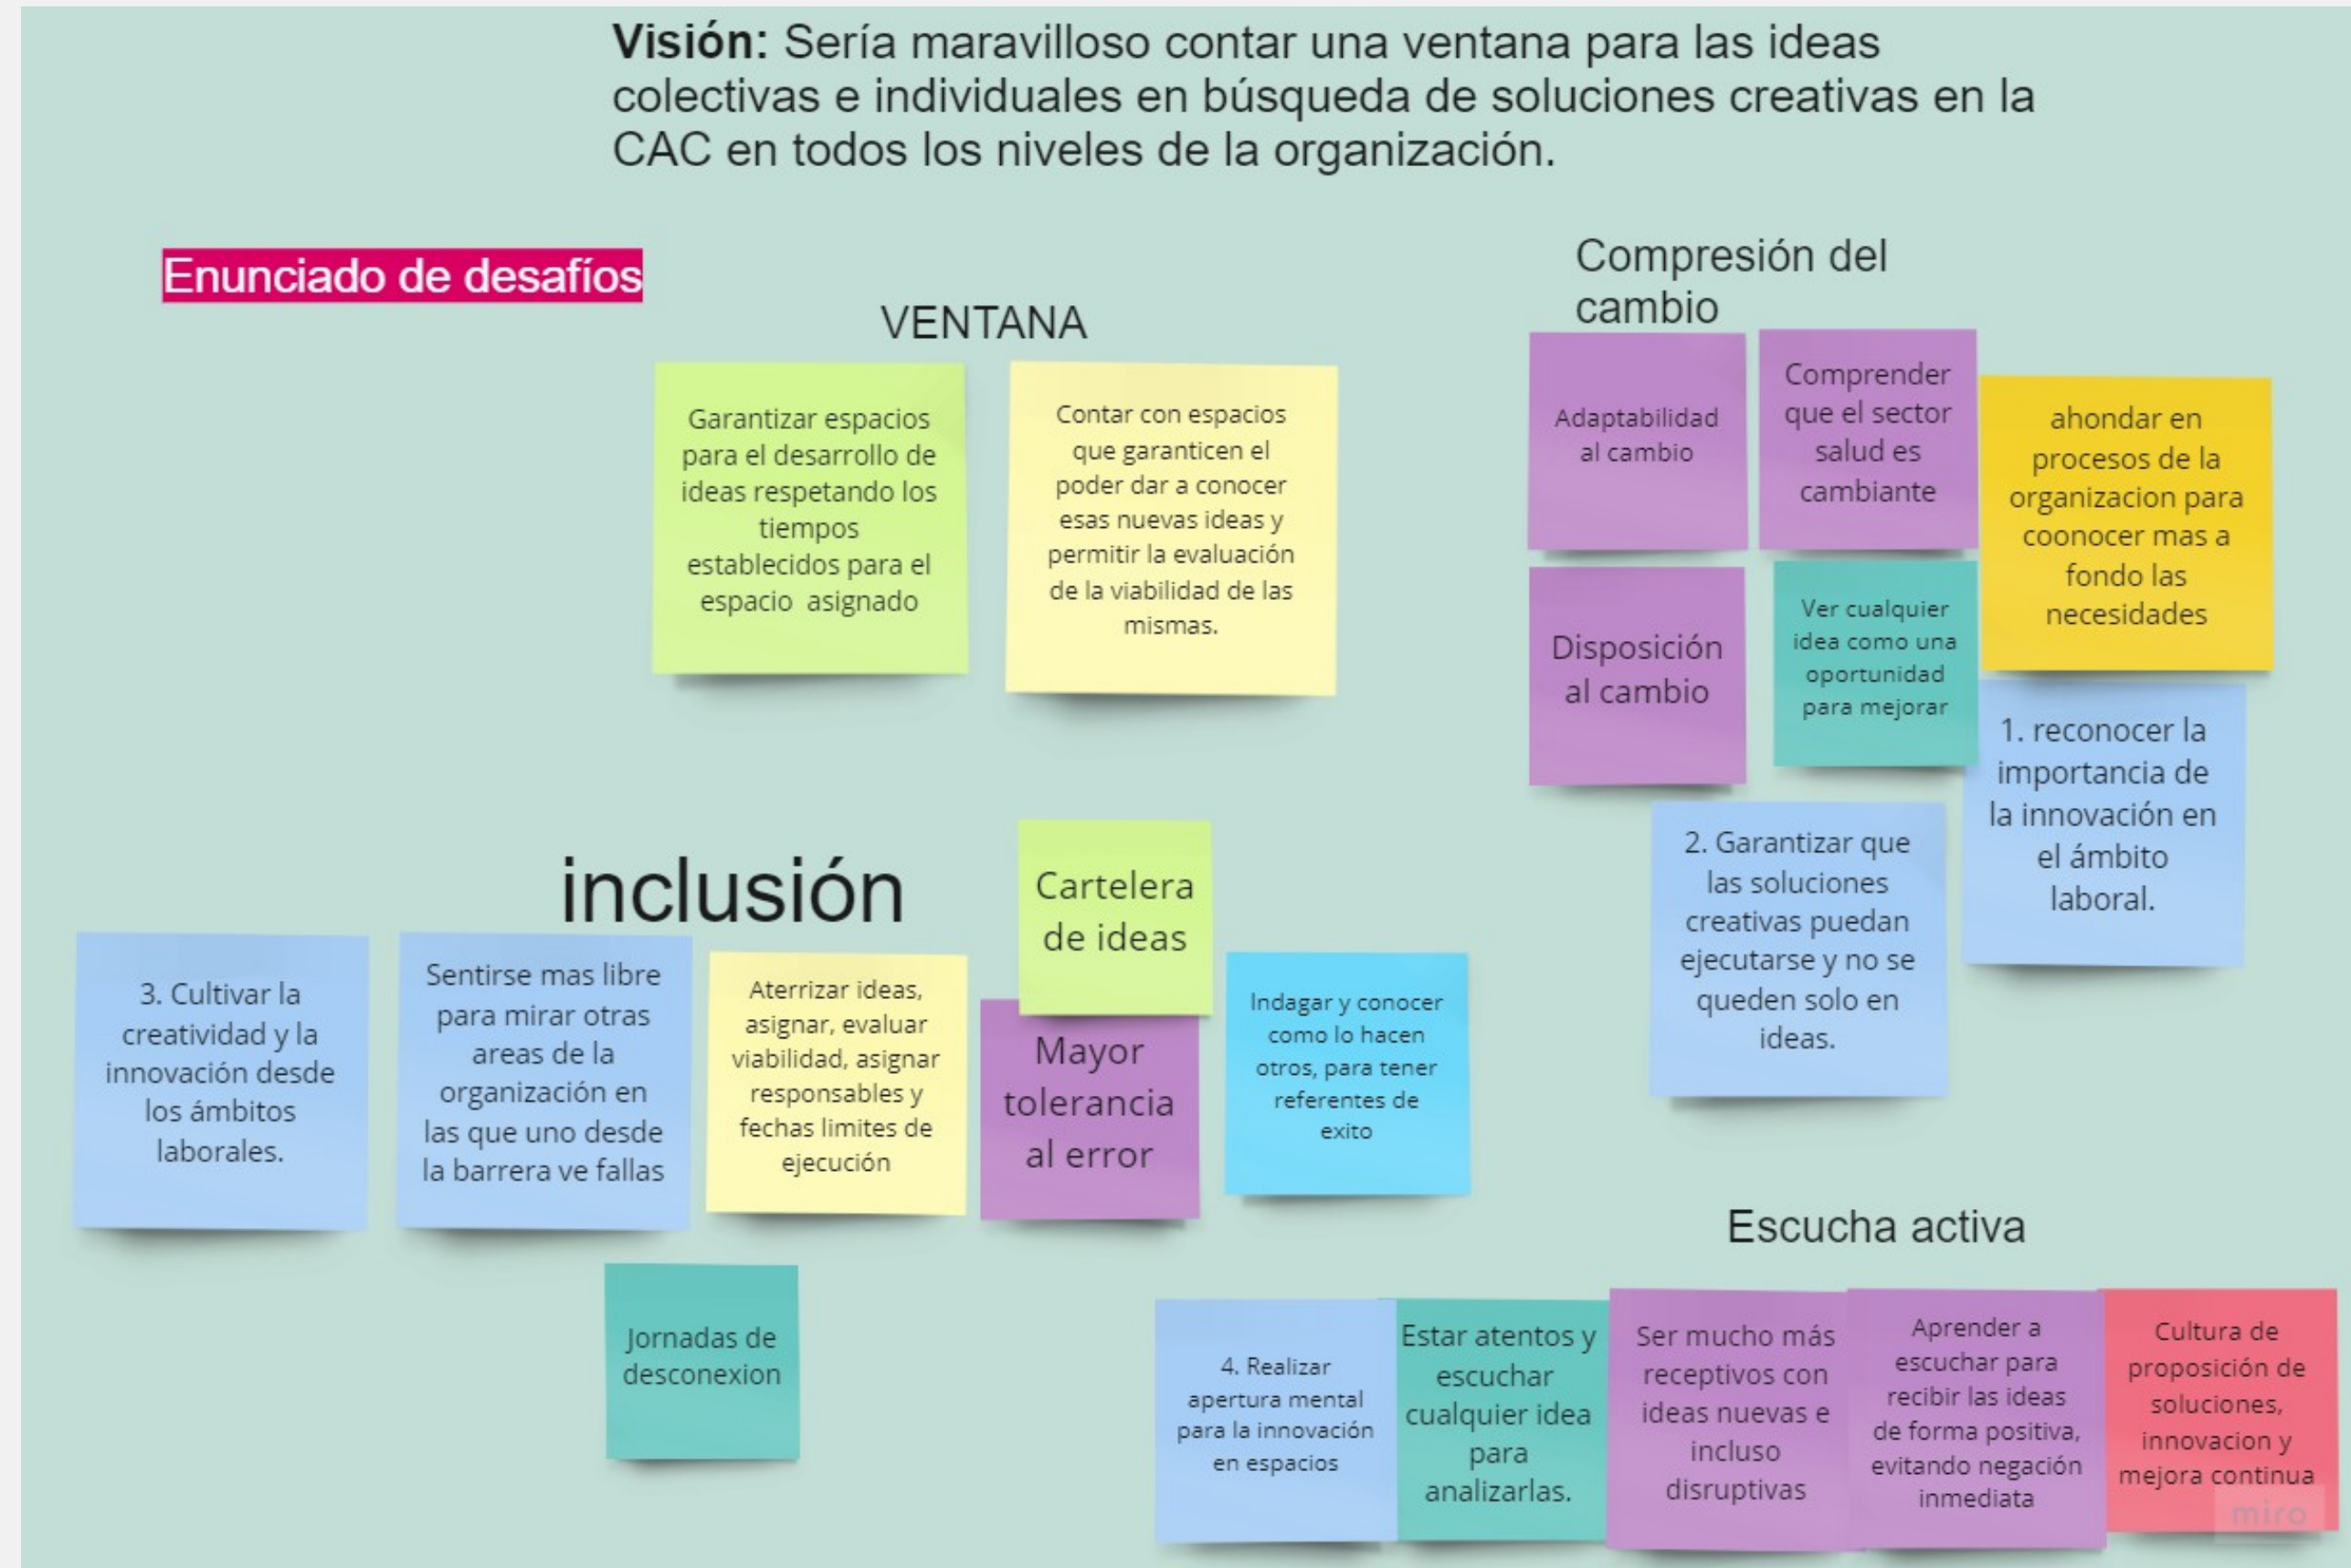 Visión: Sería maravilloso contar una ventana para las ideas
colectivas e individuales en búsqueda de soluciones creativas en la
CAC en todos los niveles de la organización.
Enunciado de desafíos
VENTANA
Garantizar espacios
para el desarrollo de
ideas respetando los
tiempos
establecidos para el
espacio asignado
Contar con espacios
que garanticen el
poder dar a conocer
esas nuevas ideas y
permitir la evaluación
de la viabilidad de las
mismas.
Compresión del
cambio
Adaptabilidad
al cambio
Comprender
que el sector
salud es
cambiante
ahondar en
procesos de la
organizacion para
coonocer mas a
fondo las
necesidades
Disposición
al cambio
Ver cualquier
idea como una
oportunidad
para mejorar
1. reconocer la
importancia de
la innovación en
el ámbito
laboral.
2. Garantizar que
las soluciones
creativas puedan
ejecutarse y no se
queden solo en
ideas.
inclusión
3. Cultivar la
creatividad y la
innovación desde
los ámbitos
laborales.
Sentirse mas libre
para mirar otras
areas de la
organización en
las que uno desde
la barrera ve fallas
Aterrizar ideas,
asignar, evaluar
viabilidad, asignar
responsables y
fechas limites de
ejecución
Cartelera
de ideas
Mayor
tolerancia
al error
Indagar y conocer
como lo hacen
otros, para tener
referentes de
exito
Jornadas de
desconexion
Escucha activa
4. Realizar
apertura mental
para la innovación
en espacios
Estar atentos y
escuchar
cualquier idea
para
analizarlas.
Ser mucho más
receptivos con
ideas nuevas e
incluso
disruptivas
Aprender a
escuchar para
recibir las ideas
de forma positiva,
evitando negación
inmediata
Cultura de
proposición de
soluciones,
innovacion y
mejora continua
miro